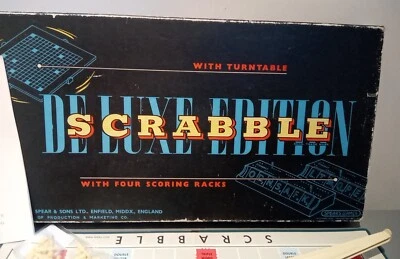 WITH TURNTABLE
DE LUXE EDITION
SCRABBLE
WITH FOUR SCORING RACKS
SPEAR & SONS LTD., ENFIELD, MIDDX, ENGLAND
OF PRODUCTION & MARKETING CO.
SCRABBLE